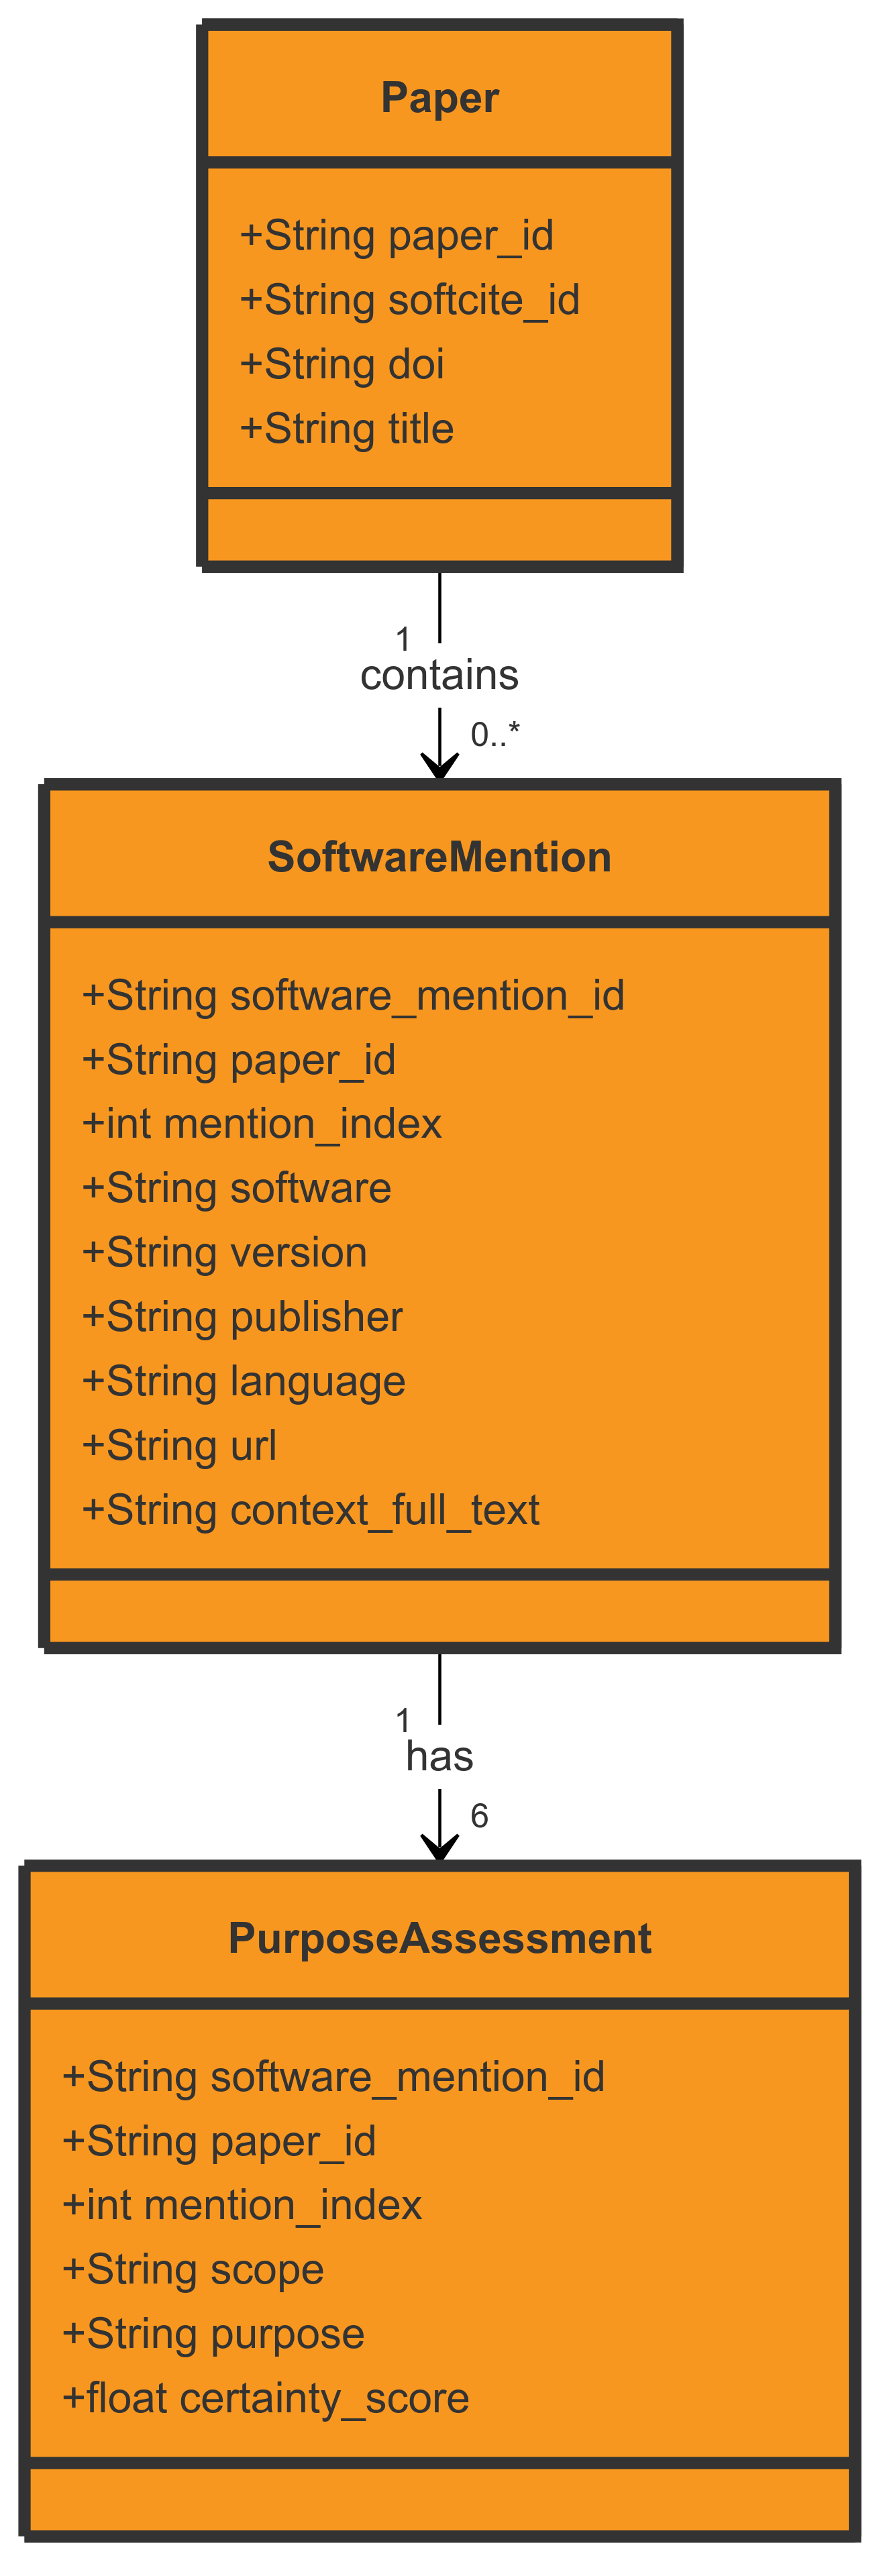 Paper
+String paper_id
+String softcite_id
+String doi
+String title
1
contains
0..*
SoftwareMention
+String software_mention_id
+String paper_id
+int mention_index
+String software
+String version
+String publisher
+String language
+String url
+String context_full_text
1
has
6
PurposeAssessment
+String software_mention_id
+String paper_id
+int mention_index
+String scope
+String purpose
+float certainty_score